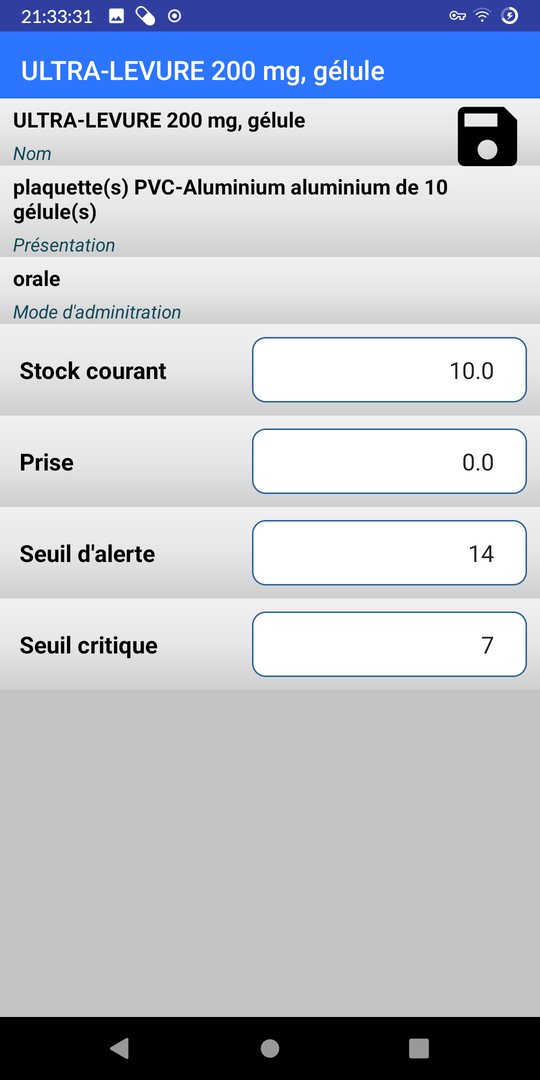 21:33:31
ULTRA-LEVURE 200 mg, gélule
ULTRA-LEVURE 200 mg, gélule
Nom
plaquette(s) PVC-Aluminium aluminium de 10
gélule(s)
Présentation
orale
Mode d'adminitration
Stock courant 10.0
Prise 0.0
Seuil d'alerte 14
Seuil critique 7